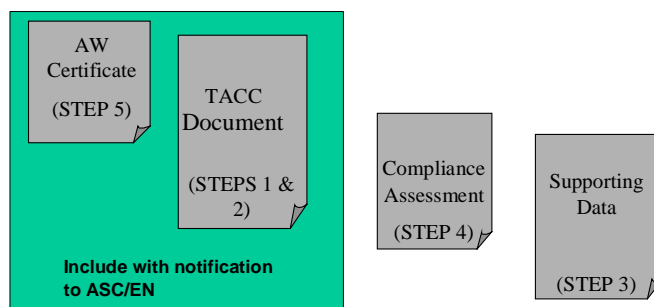 AW
Certificate
(STEP 5)
TACC
Document
(STEPS 1 &
2)
Include with notification
to ASC/EN
Compliance
Assessment
(STEP 4)
Supporting
Data
(STEP 3)